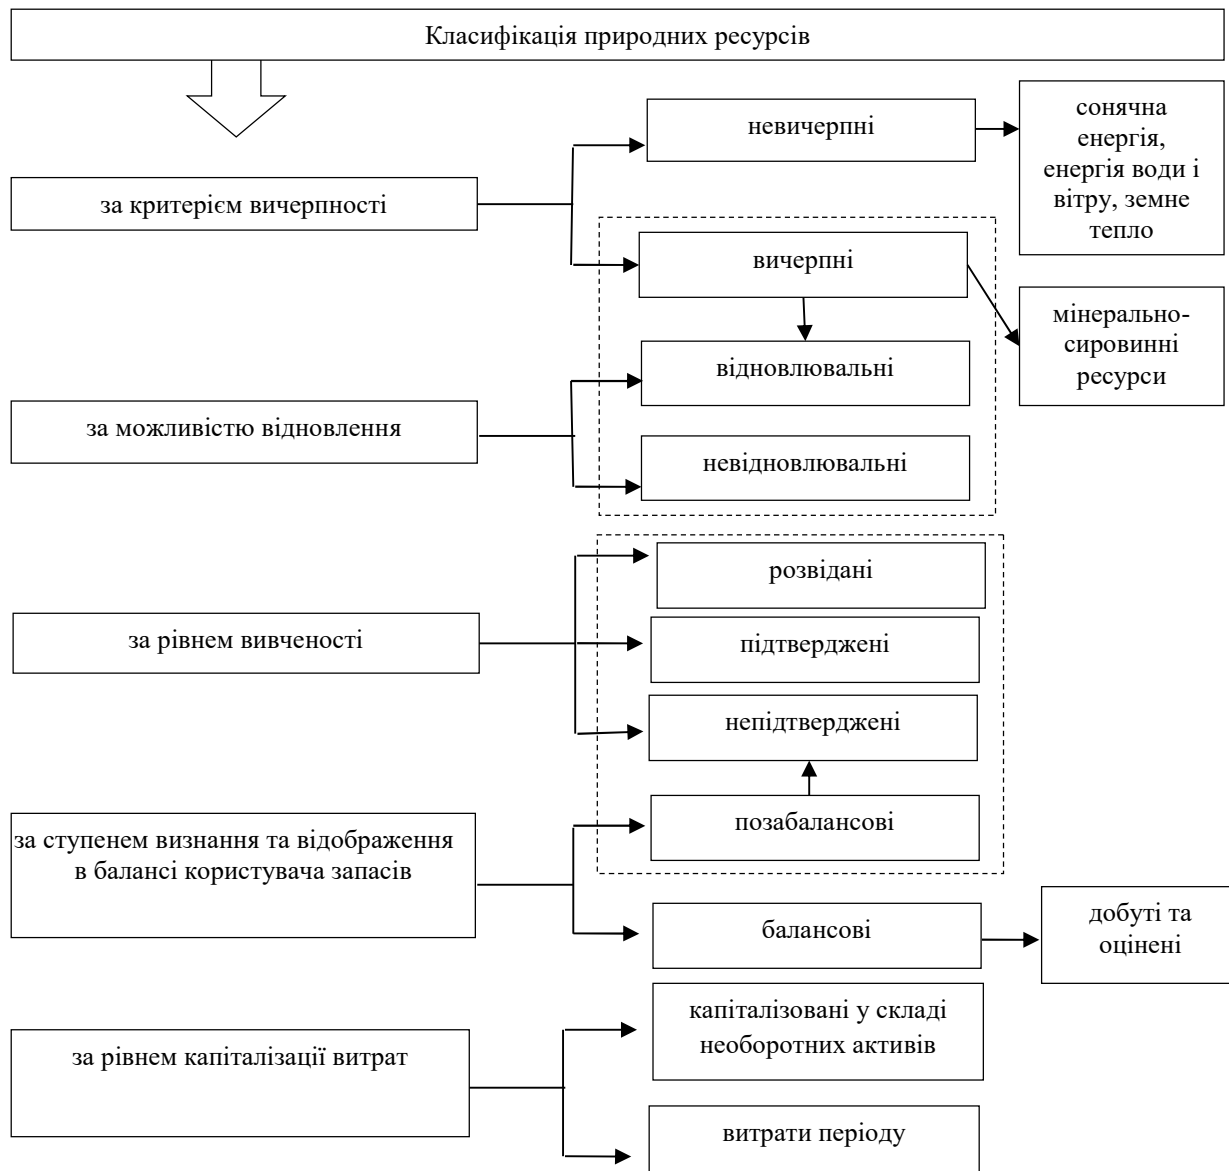 Класифікація природних ресурсів
невичерпні
сонячна
енергія,
енергія води і
вітру, земне
тепло
за критерієм вичерпності
вичерпні
мінерально-
сировинні
ресурси
відновлювальні
за можливістю відновлення
невідновлювальні
розвідані
за рівнем вивченості
підтверджені
непідтверджені
за ступенем визнання та відображення
в балансі користувача запасів
позабалансові
балансові
добуті та
оцінені
капіталізовані у складі
необоротних активів
за рівнем капіталізації витрат
витрати періоду